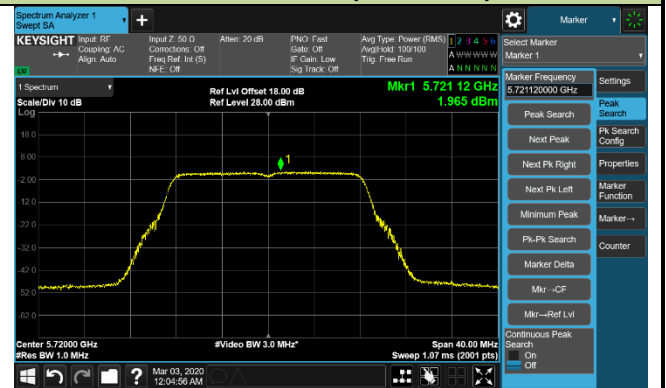 Spectrum Analyzer 1
Swept SA
Marker
KEYSIGHT
Input: RF
Coupling: AC
Align: Auto
Input Z: 50 Ω
Corrections: Off
Freq Ref: Int (S)
NFE: Off
Atten: 20 dB
PNO: Fast
Gate: Off
IF Gain: Low
Sig Track: Off
Avg Type: Power (RMS)
Avg|Hold: 100/100
Trig: Free Run
1 2 3 4 5 6
A W W W W W
A N N N N N
LXI
Select Marker
Marker 1
1 Spectrum
Scale/Div 10 dB
Log
Ref Lvl Offset 18.00 dB
Ref Level 28.00 dBm
Mkr1 5.721 12 GHz
1.965 dBm
18.0
8.00
-2.00
-12.0
-22.0
-32.0
-42.0
-52.0
-62.0
1
Center 5.72000 GHz
#Res BW 1.0 MHz
#Video BW 3.0 MHz*
Span 40.00 MHz
Sweep 1.07 ms (2001 pts)
Marker Frequency
5.721120000 GHz
Peak Search
Next Peak
Next Pk Right
Next Pk Left
Minimum Peak
Pk-Pk Search
Marker Delta
Mkr→CF
Mkr→Ref Lvl
Continuous Peak
Search
On
Off
Settings
Peak
Search
Pk Search
Config
Properties
Marker
Function
Marker→
Counter
?
Mar 03, 2020
12:04:56 AM